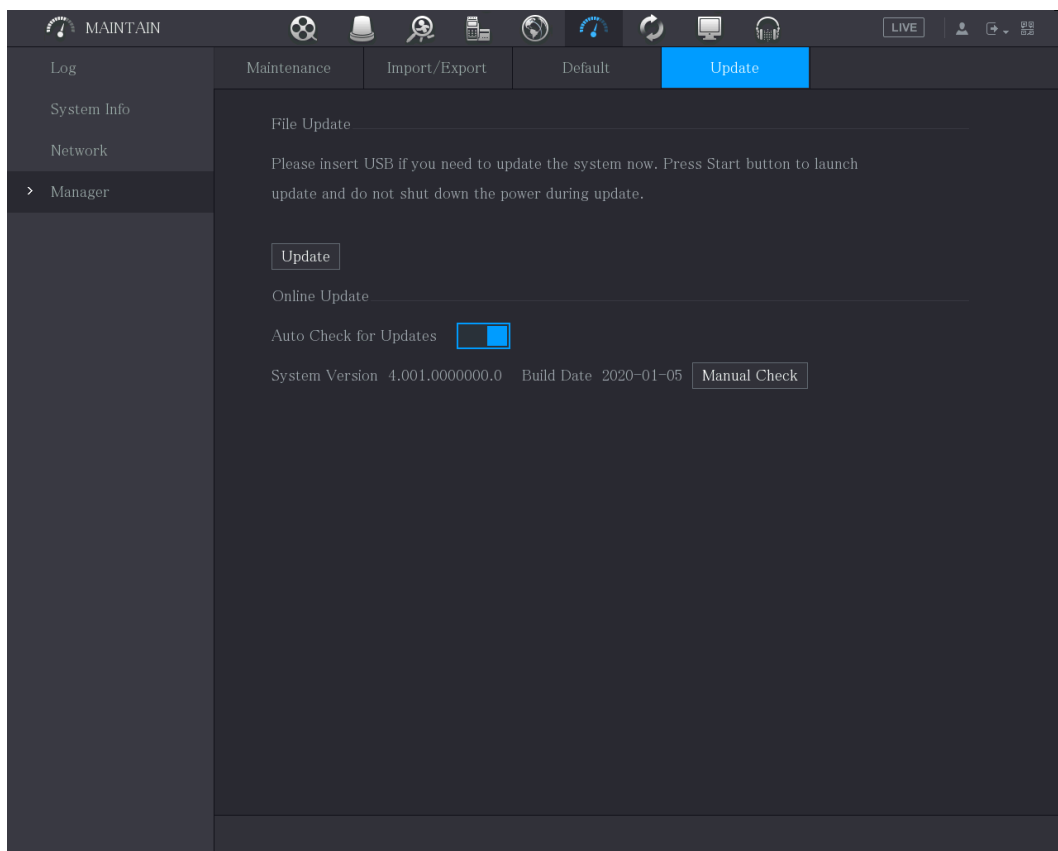 MAINTAIN
LIVE
Log
System Info
Network
Manager
Maintenance Import/Export Default Update
File Update
Please insert USB if you need to update the system now. Press Start button to launch
update and do not shut down the power during update.
Update
Online Update
Auto Check for Updates
System Version 4.001.0000000.0 Build Date 2020-01-05 Manual Check